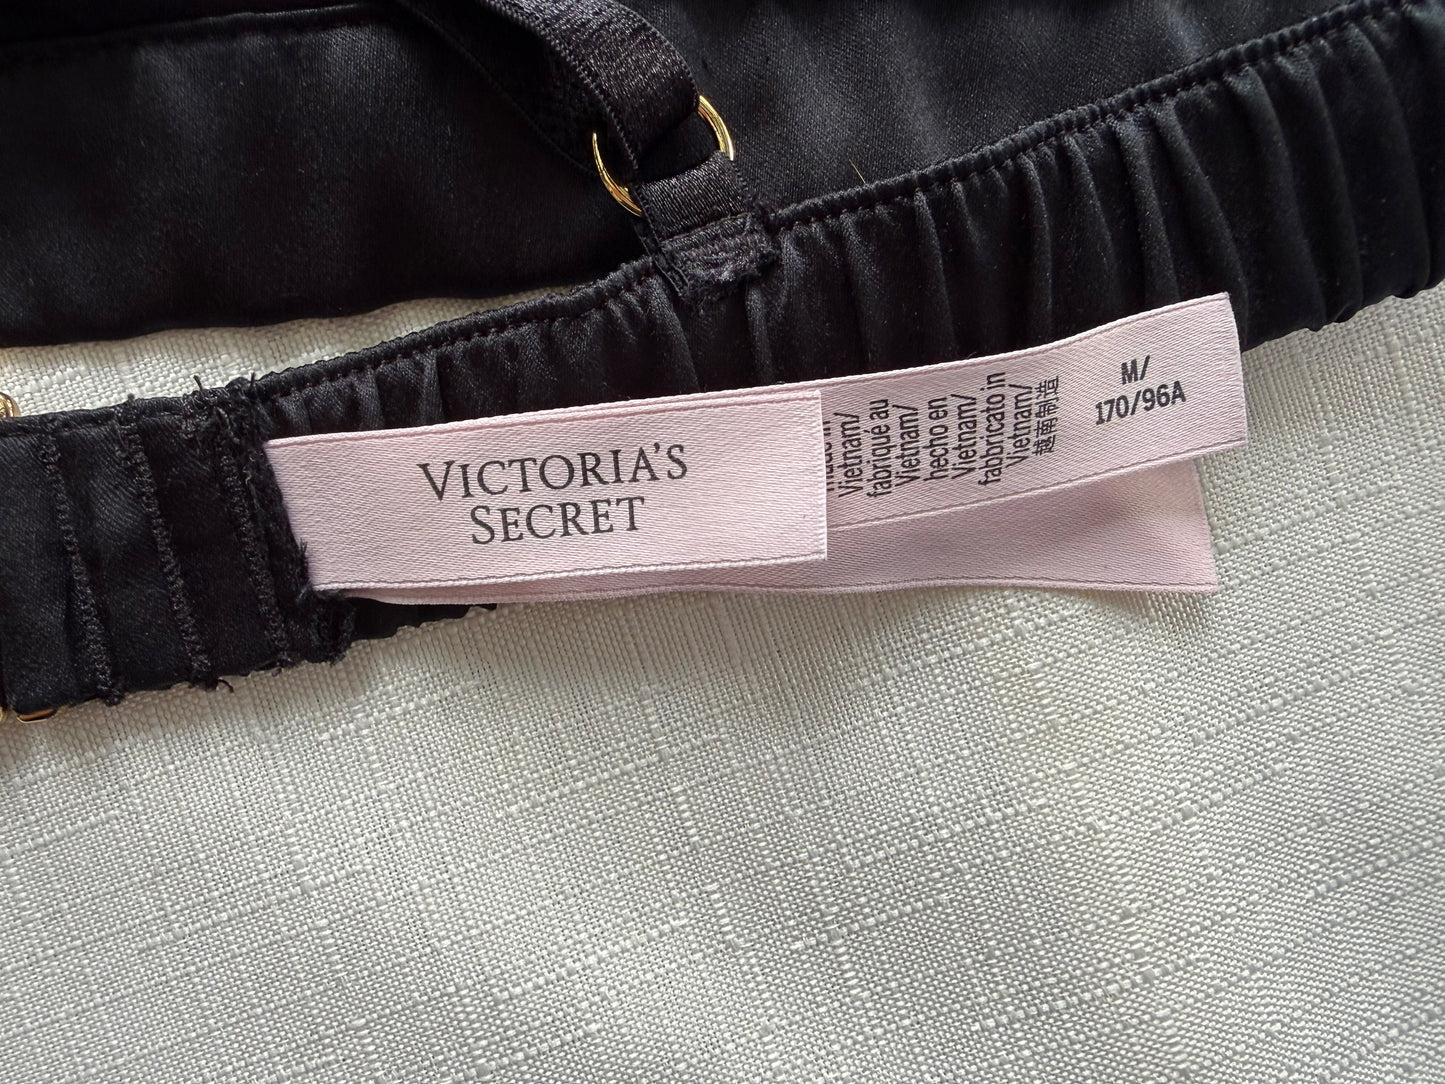 VICTORIA'S
SECRET
Vietnam/
fabriqué au
Vietnam/
hecho en
Vietnam/
fabbricato in
Vietnam/
越南制造
M/
170/96A